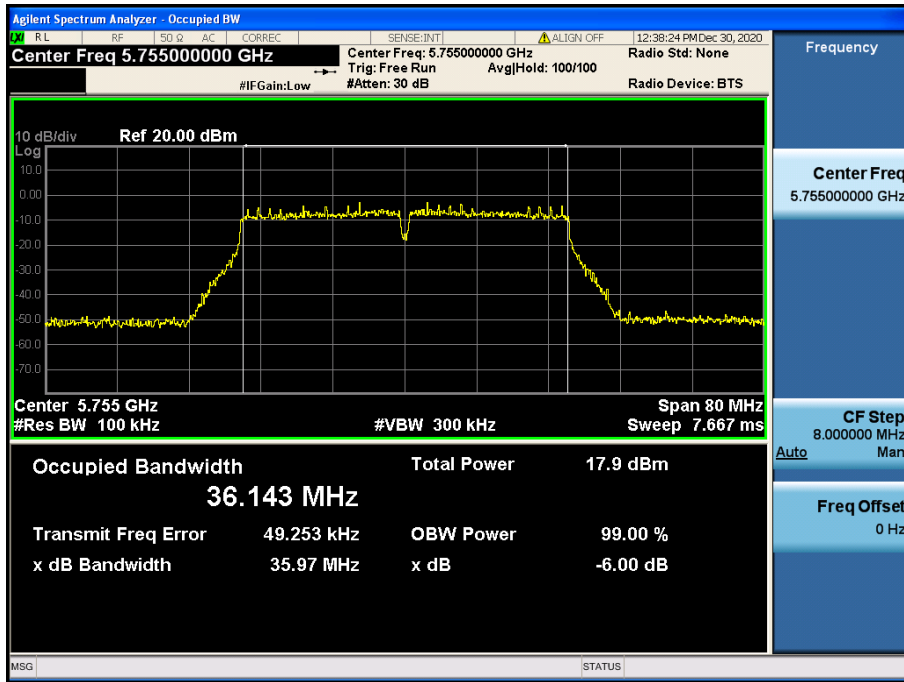 Agilent Spectrum Analyzer - Occupied BW
LXI RL RF 50 Ω AC CORREC SENSE:INT ALIGN OFF 12:38:24 PM Dec 30, 2020
Center Freq 5.755000000 GHz
Center Freq: 5.755000000 GHz
Radio Std: None
Trig: Free Run Avg|Hold: 100/100
#IFGain:Low
#Atten: 30 dB
Radio Device: BTS
Frequency
10 dB/div Ref 20.00 dBm
Log
10.0
0.00
-10.0
-20.0
-30.0
-40.0
-50.0
-60.0
-70.0
Center 5.755 GHz Span 80 MHz
#Res BW 100 kHz #VBW 300 kHz Sweep 7.667 ms
Occupied Bandwidth Total Power 17.9 dBm
36.143 MHz
Transmit Freq Error 49.253 kHz OBW Power 99.00 %
x dB Bandwidth 35.97 MHz x dB -6.00 dB
Center Freq
5.755000000 GHz
CF Step
8.000000 MHz
Auto Man
Freq Offset
0 Hz
MSG STATUS